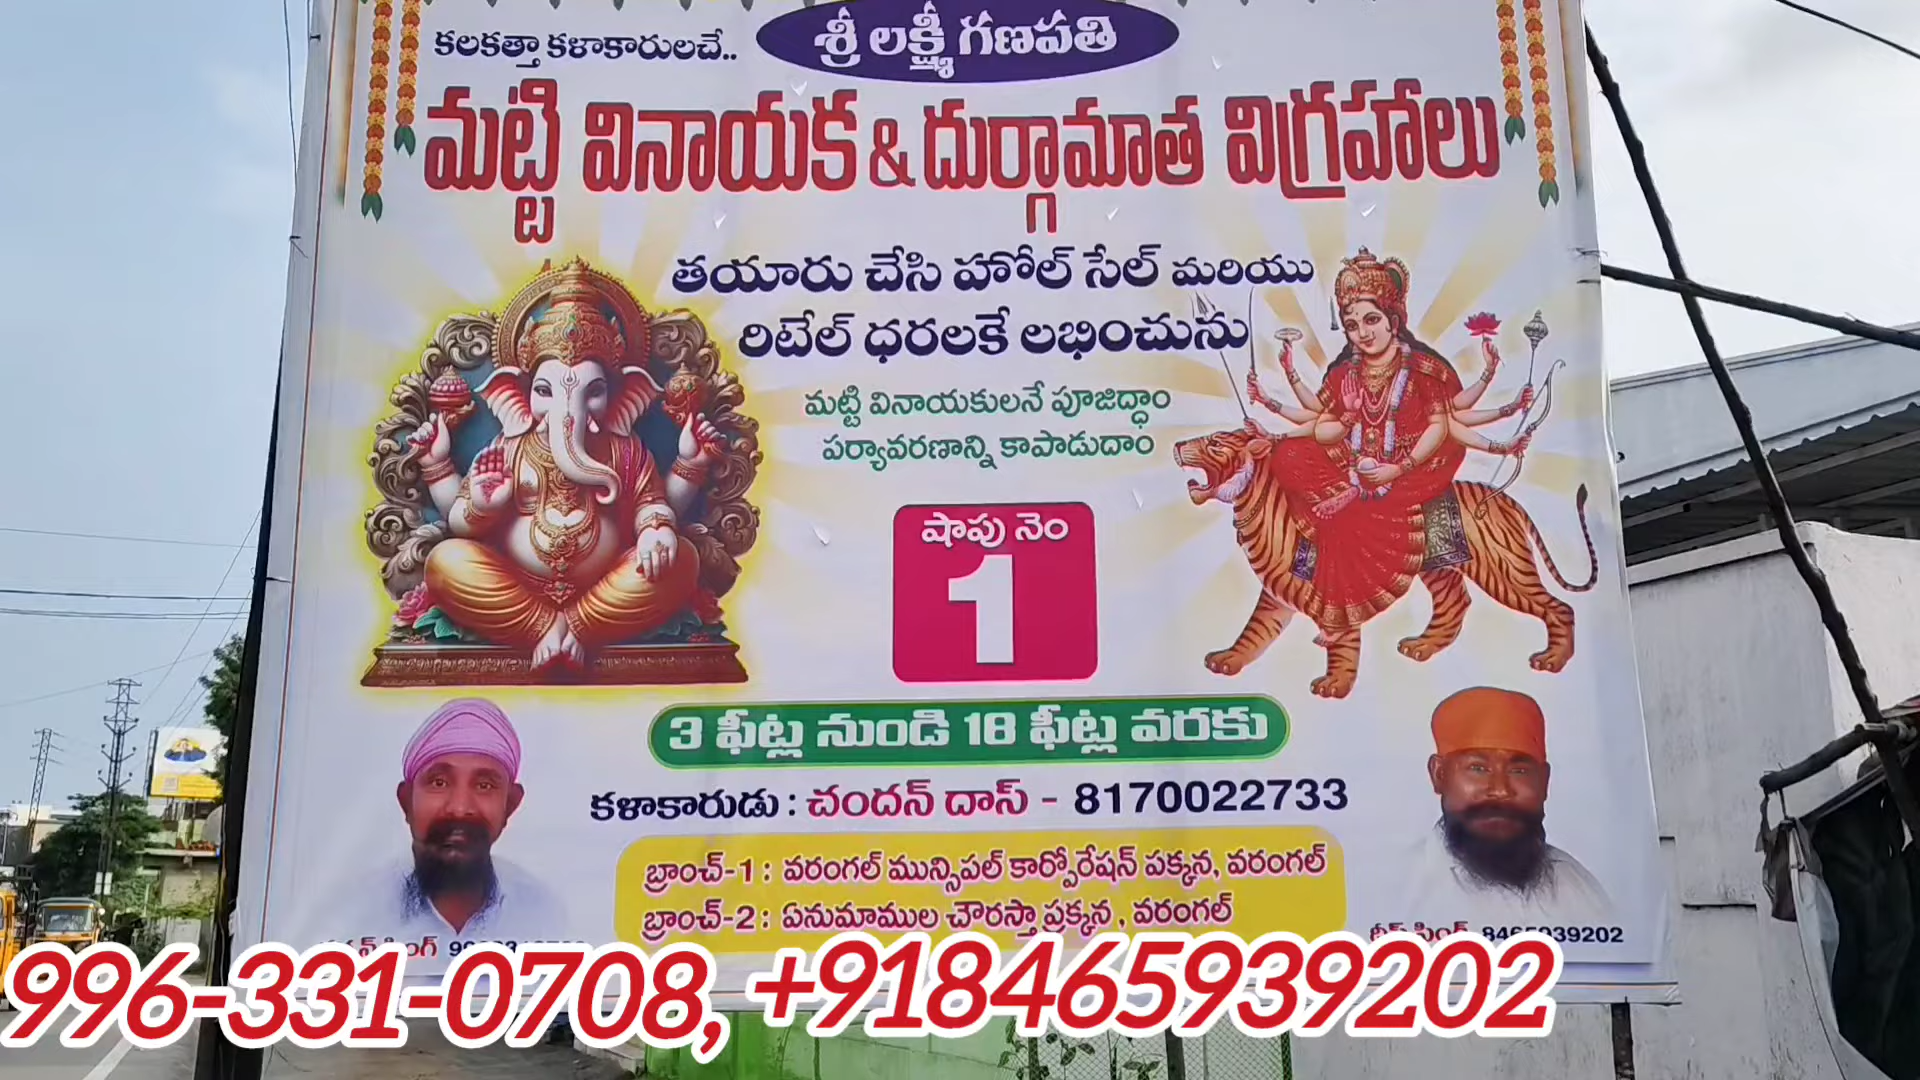 కలకత్తా కళాకారులచే..
శ్రీ లక్ష్మీ గణపతి
మట్టి వినాయక & దుర్గామాత విగ్రహాలు
తయారు చేసి హోల్ సేల్ మరియు
రిటేల్ ధరలకే లభించును
మట్టి వినాయకులనే పూజిద్ధాం
పర్యావరణాన్ని కాపాడుదాం
షాపు నెం
1
3 ఫీట్ల నుండి 18 ఫీట్ల వరకు
కళాకారుడు : చందన్ దాస్ - 8170022733
బ్రాంచ్-1 : వరంగల్ మున్సిపల్ కార్పోరేషన్ పక్కన, వరంగల్
బ్రాంచ్-2 : ఏనుమాముల చౌరస్తా ప్రక్కన, వరంగల్
8465939202
996-331-0708, +918465939202